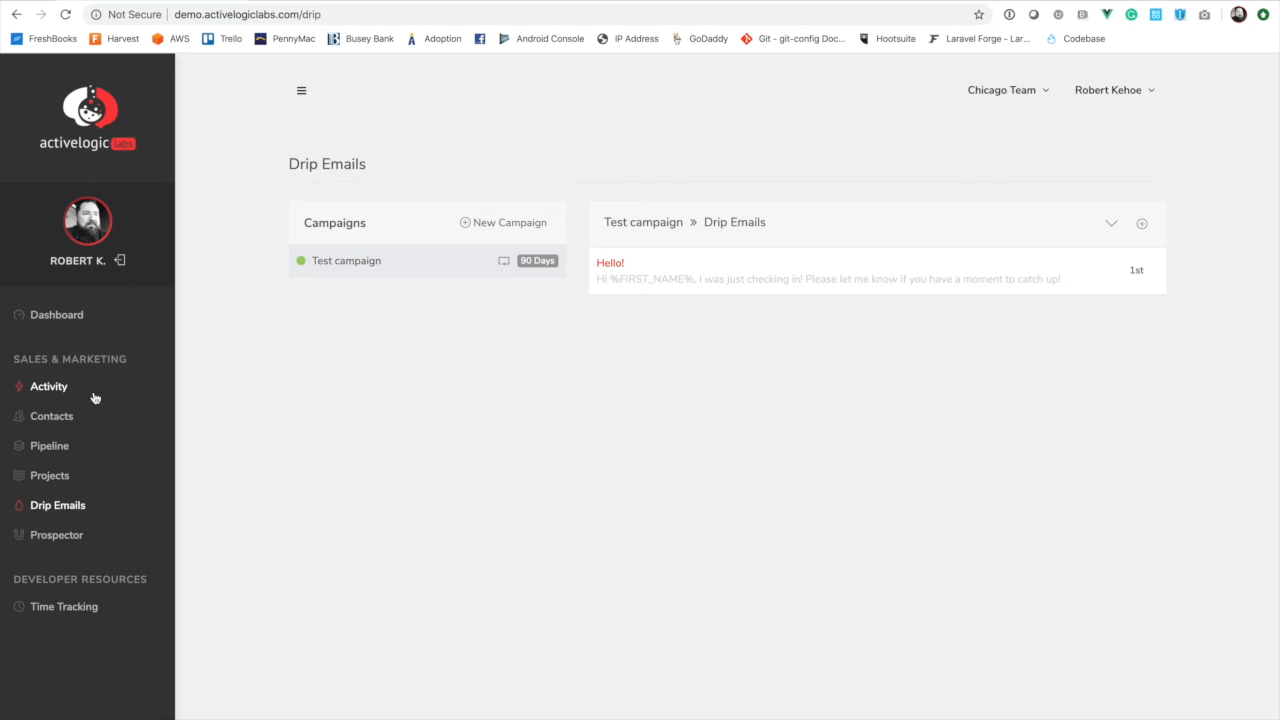 Not Secure demo.activelogiclabs.com/drip
FreshBooks Harvest AWS Trello PennyMac Busey Bank Adoption Android Console IP Address GoDaddy Git - git-config Doc... Hootsuite Laravel Forge - Lar... Codebase
activelogic labs
Chicago Team Robert Kehoe
Drip Emails
Campaigns New Campaign
Test campaign 90 Days
Test campaign » Drip Emails
Hello!
Hi %FIRST_NAME%, I was just checking in! Please let me know if you have a moment to catch up!
1st
ROBERT K.
Dashboard
SALES & MARKETING
Activity
Contacts
Pipeline
Projects
Drip Emails
Prospector
DEVELOPER RESOURCES
Time Tracking